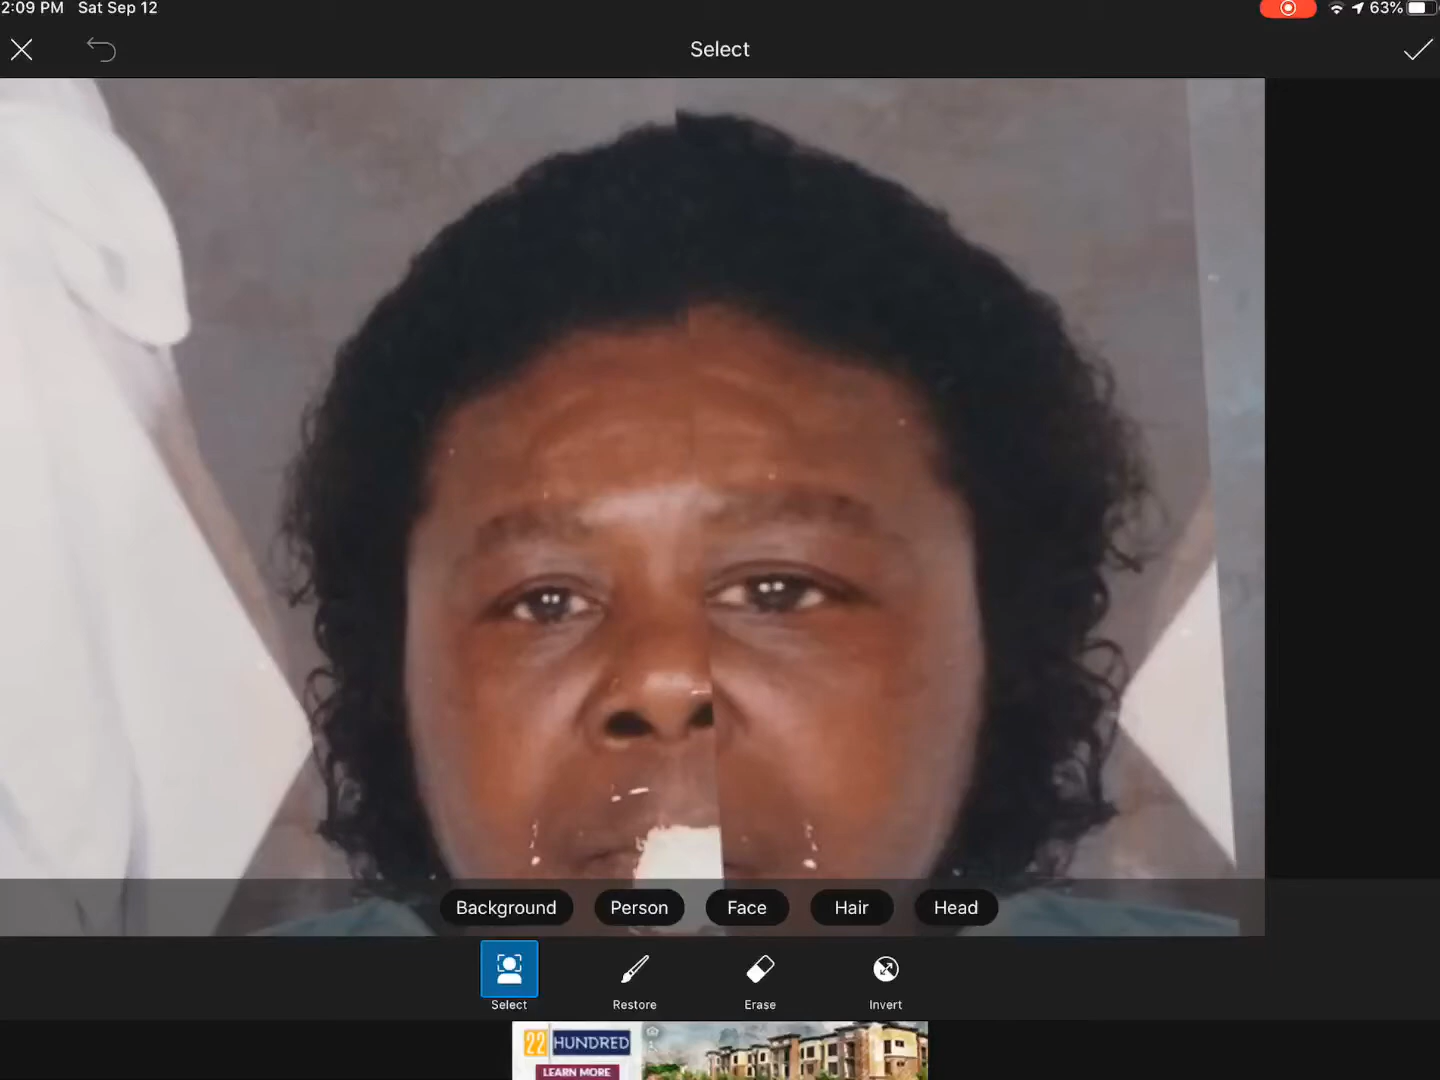 2:09 PM Sat Sep 12 63%
Select
Background Person Face Hair Head
Select Restore Erase Invert
22 HUNDRED
LEARN MORE